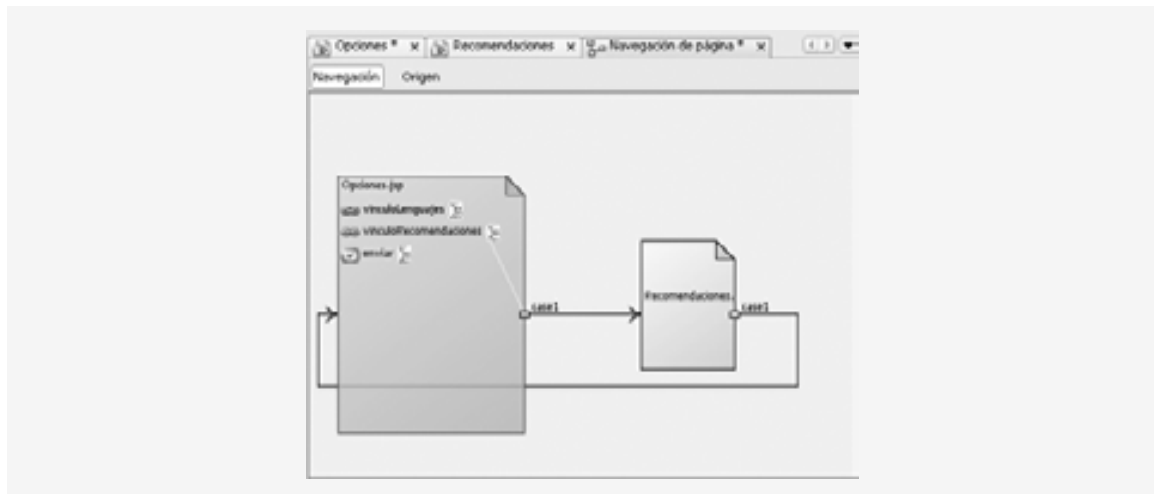 Opciones * x Recomendaciones x Navegación de página * x
Navegación Origen
Opciones.jsp
vinculoLenguajes
vinculoRecomendaciones
enviar
case1
Recomendaciones.
case1